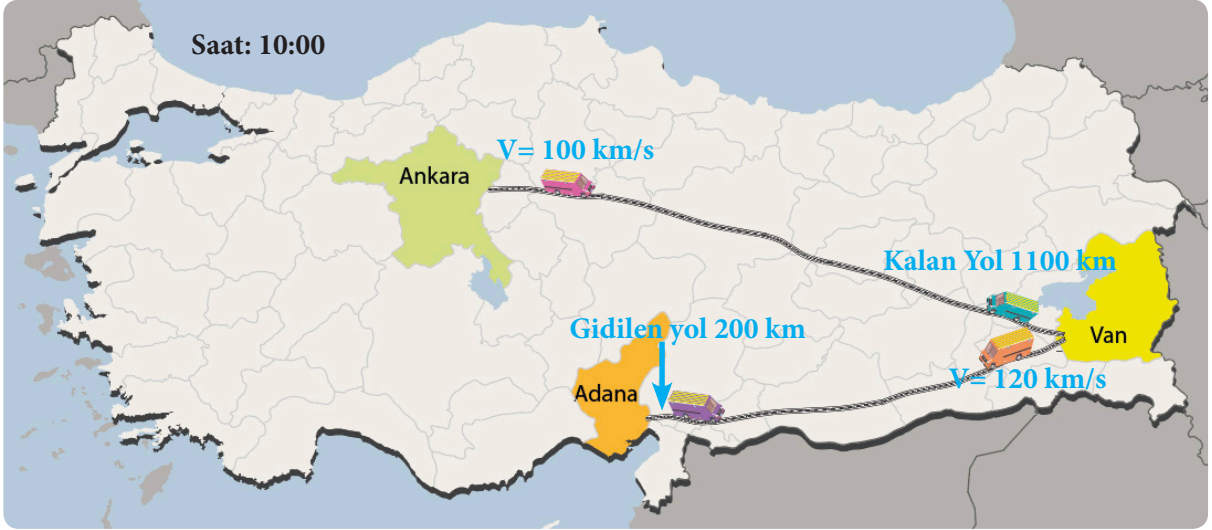 Saat: 10:00
V= 100 km/s
Ankara
Kalan Yol 1100 km
Gidilen yol 200 km
Van
V= 120 km/s
Adana